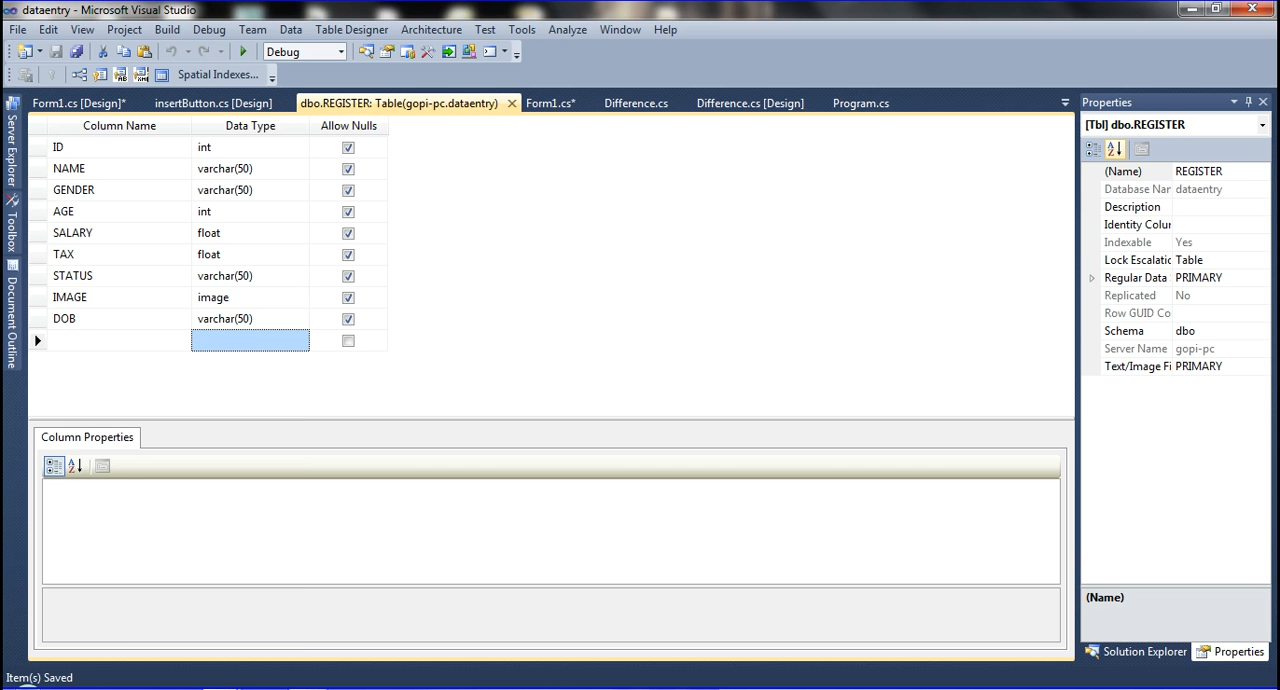 dataentry - Microsoft Visual Studio
File Edit View Project Build Debug Team Data Table Designer Architecture Test Tools Analyze Window Help
Debug
Spatial Indexes...
Form1.cs [Design]* insertButton.cs [Design] dbo.REGISTER: Table(gopi-pc.dataentry) Form1.cs* Difference.cs Difference.cs [Design] Program.cs
Server Explorer
Toolbox
Document Outline
Column Name Data Type Allow Nulls
ID int
NAME varchar(50)
GENDER varchar(50)
AGE int
SALARY float
TAX float
STATUS varchar(50)
IMAGE image
DOB varchar(50)
Column Properties
Properties
[Tbl] dbo.REGISTER
(Name) REGISTER
Database Nar dataentry
Description
Identity Colur
Indexable Yes
Lock Escalatic Table
Regular Data PRIMARY
Replicated No
Row GUID Co
Schema dbo
Server Name gopi-pc
Text/Image Fi PRIMARY
(Name)
Solution Explorer Properties
Item(s) Saved